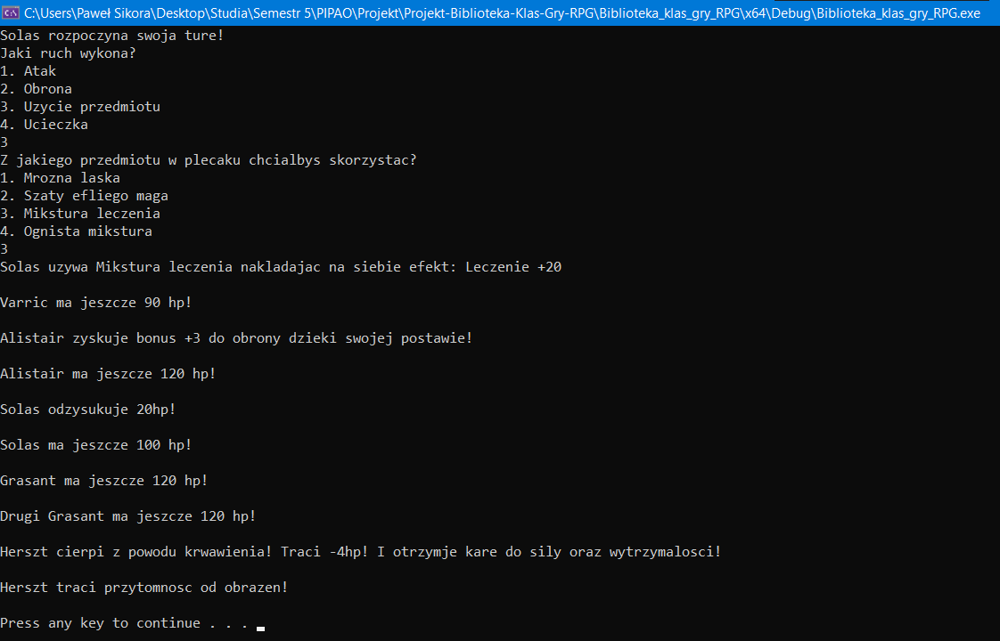 C:\Users\Paweł Sikora\Desktop\Studia\Semestr 5\PIPAO\Projekt\Projekt-Biblioteka-Klas-Gry-RPG\Biblioteka_klas_gry_RPG\x64\Debug\Biblioteka_klas_gry_RPG.exe
Solas rozpoczyna swoja ture!
Jaki ruch wykona?
1. Atak
2. Obrona
3. Uzycie przedmiotu
4. Ucieczka
3
Z jakiego przedmiotu w plecaku chcialbys skorzystac?
1. Mrozna laska
2. Szaty efliego maga
3. Mikstura leczenia
4. Ognista mikstura
3
Solas uzywa Mikstura leczenia nakladajac na siebie efekt: Leczenie +20
Varric ma jeszcze 90 hp!
Alistair zyskuje bonus +3 do obrony dzieki swojej postawie!
Alistair ma jeszcze 120 hp!
Solas odzysukuje 20hp!
Solas ma jeszcze 100 hp!
Grasant ma jeszcze 120 hp!
Drugi Grasant ma jeszcze 120 hp!
Herszt cierpi z powodu krwawienia! Traci -4hp! I otrzymje kare do sily oraz wytrzymalosci!
Herszt traci przytomnosc od obrazen!
Press any key to continue . . .